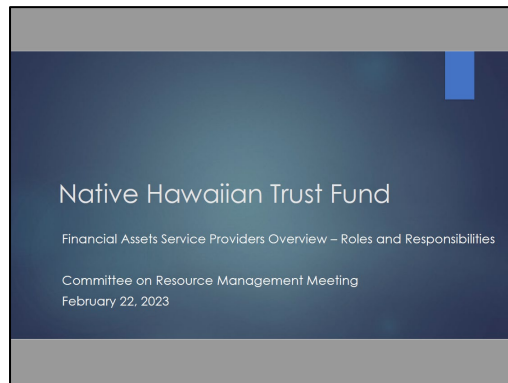 Native Hawaiian Trust Fund
Financial Assets Service Providers Overview – Roles and Responsibilities
Committee on Resource Management Meeting
February 22, 2023